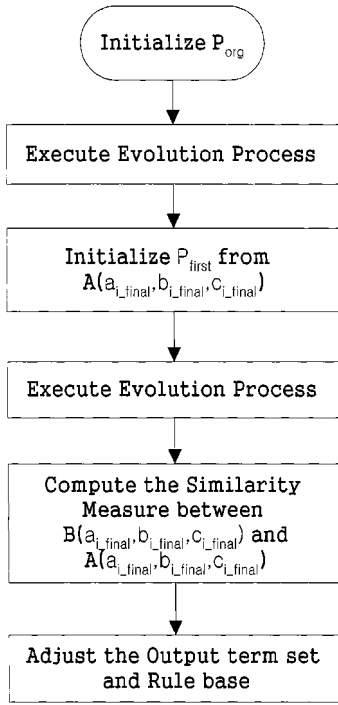 Initialize P_org
Execute Evolution Process
Initialize P_first from
A(a_i_final,b_i_final,c_i_final)
Execute Evolution Process
Compute the Similarity
Measure between
B(a_i_final,b_i_final,c_i_final) and
A(a_i_final,b_i_final,c_i_final)
Adjust the Output term set
and Rule base